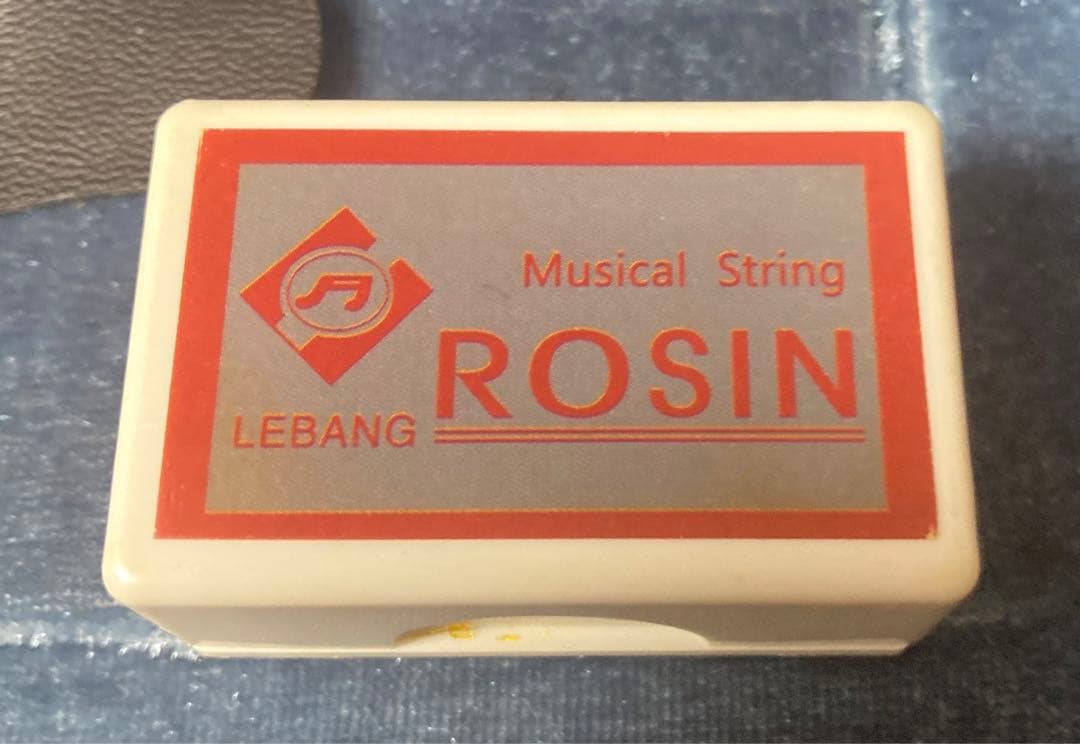 Musical String
ROSIN
LEBANG